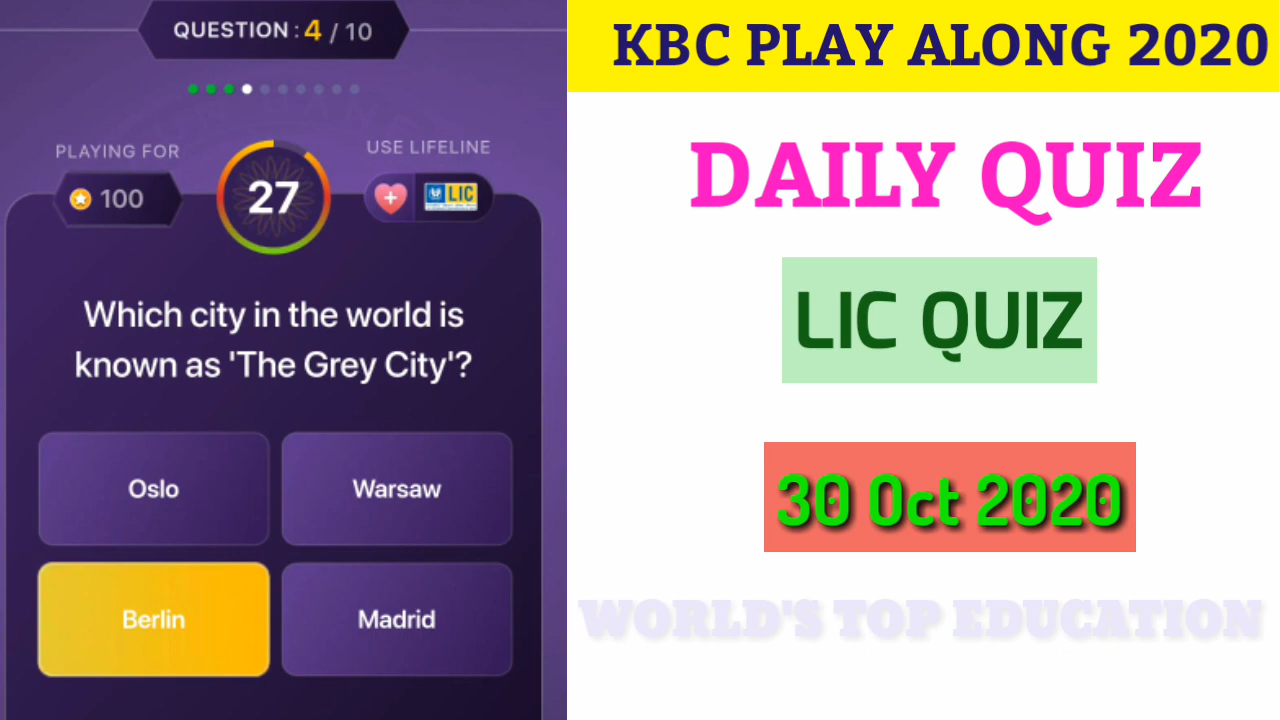 QUESTION : 4 / 10
PLAYING FOR
100
27
USE LIFELINE
LIC
Which city in the world is
known as 'The Grey City'?
Oslo
Warsaw
Berlin
Madrid
KBC PLAY ALONG 2020
DAILY QUIZ
LIC QUIZ
30 Oct 2020
WORLD'S TOP EDUCATION